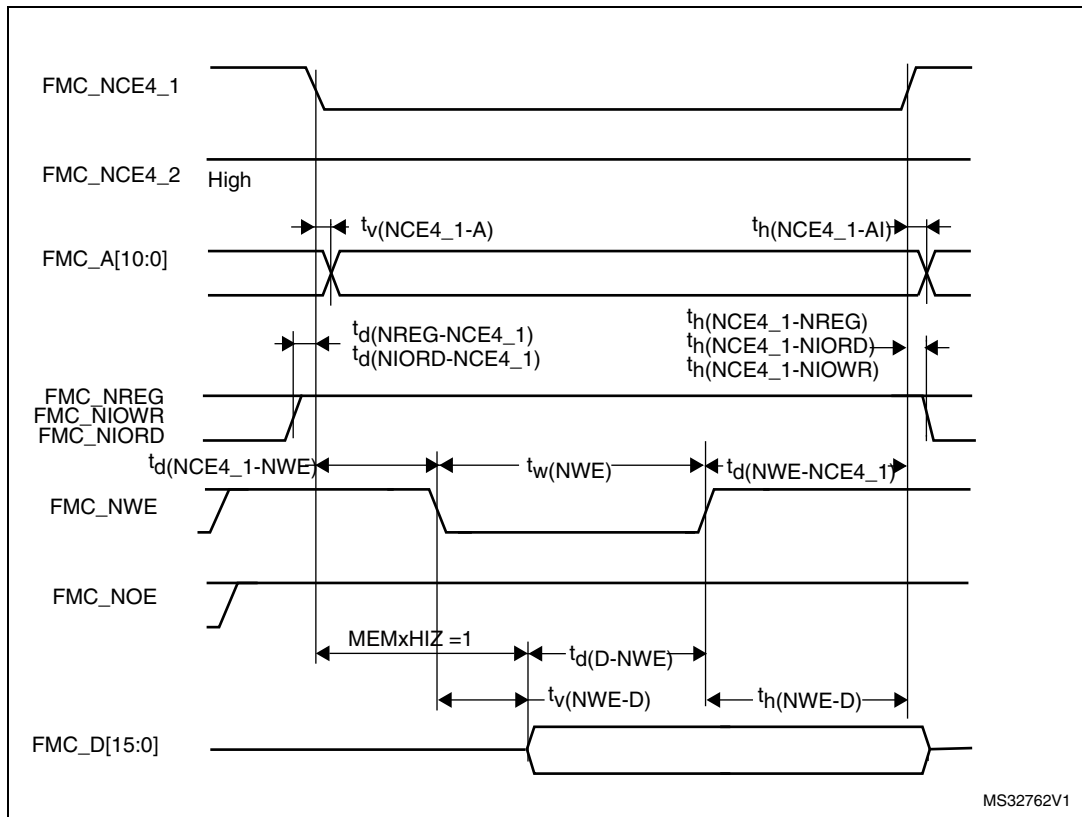 FMC_NCE4_1
FMC_NCE4_2 High
tv(NCE4_1-A) th(NCE4_1-AI)
FMC_A[10:0]
td(NREG-NCE4_1) th(NCE4_1-NREG)
td(NIORD-NCE4_1) th(NCE4_1-NIORD)
th(NCE4_1-NIOWR)
FMC_NREG
FMC_NIOWR
FMC_NIORD
td(NCE4_1-NWE) tw(NWE) td(NWE-NCE4_1)
FMC_NWE
FMC_NOE
MEMxHIZ =1
td(D-NWE)
tv(NWE-D) th(NWE-D)
FMC_D[15:0]
MS32762V1